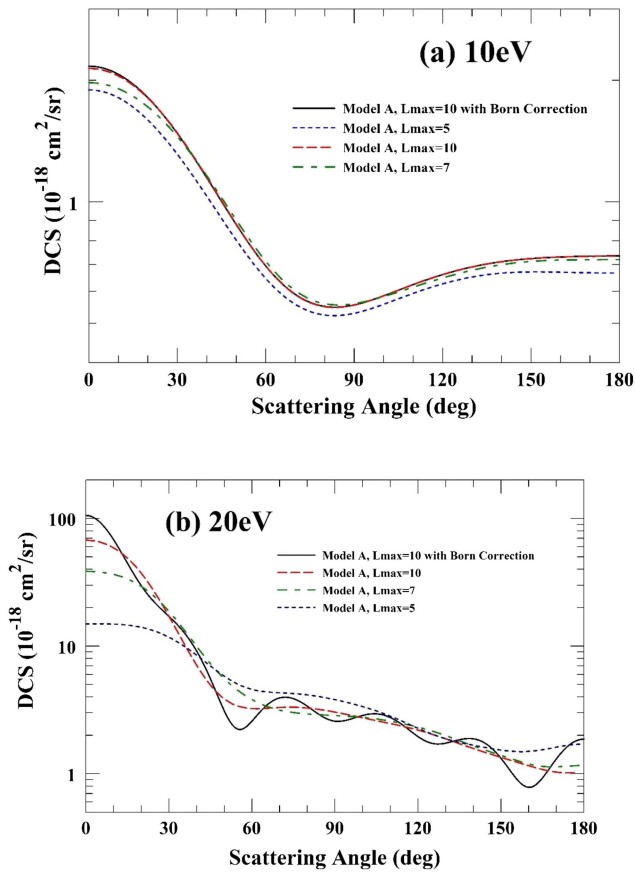 (a) 10eV
Model A, Lmax=10 with Born Correction
Model A, Lmax=5
Model A, Lmax=10
Model A, Lmax=7
DCS (10-18 cm2/sr)
1
0 30 60 90 120 150 180
Scattering Angle (deg)
(b) 20eV
Model A, Lmax=10 with Born Correction
Model A, Lmax=10
Model A, Lmax=7
Model A, Lmax=5
DCS (10-18 cm2/sr)
100
10
1
0 30 60 90 120 150 180
Scattering Angle (deg)